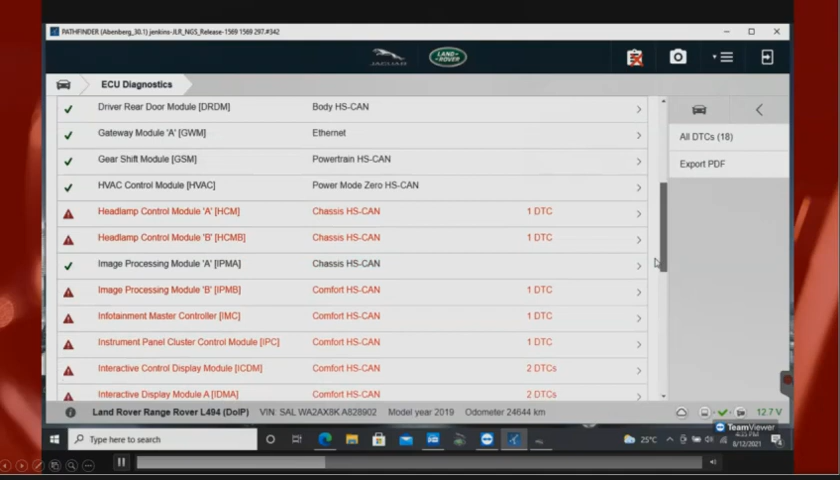 PATHFINDER (Abenberg_30.1) jenkins-JLR_NGS_Release-1569 1569 297.#342
JAGUAR
LAND-ROVER
ECU Diagnostics
Driver Rear Door Module [DRDM] Body HS-CAN
All DTCs (18)
Gateway Module 'A' [GWM] Ethernet
Gear Shift Module [GSM] Powertrain HS-CAN
Export PDF
HVAC Control Module [HVAC] Power Mode Zero HS-CAN
Headlamp Control Module 'A' [HCM] Chassis HS-CAN 1 DTC
Headlamp Control Module 'B' [HCMB] Chassis HS-CAN 1 DTC
Image Processing Module 'A' [IPMA] Chassis HS-CAN
Image Processing Module 'B' [IPMB] Comfort HS-CAN 1 DTC
Infotainment Master Controller [IMC] Comfort HS-CAN 1 DTC
Instrument Panel Cluster Control Module [IPC] Comfort HS-CAN 1 DTC
Interactive Control Display Module [ICDM] Comfort HS-CAN 2 DTCs
Interactive Display Module A [IDMA] Comfort HS-CAN 2 DTCs
Land Rover Range Rover L494 (DoIP) VIN: SAL WA2AX8K A828902 Model year 2019 Odometer 24644 km 12.7 V
TeamViewer
Type here to search 25°C
8/12/2021